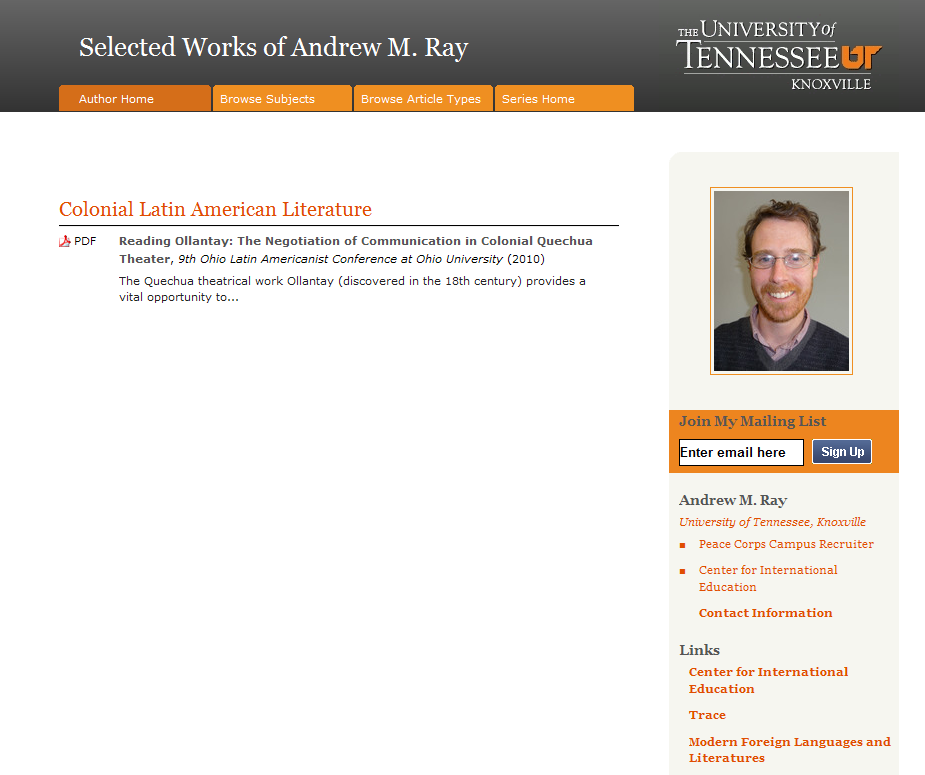 Selected Works of Andrew M. Ray
THE UNIVERSITY of
TENNESSEE UT
KNOXVILLE
Author Home
Browse Subjects
Browse Article Types
Series Home
Colonial Latin American Literature
PDF
Reading Ollantay: The Negotiation of Communication in Colonial Quechua
Theater, 9th Ohio Latin Americanist Conference at Ohio University (2010)
The Quechua theatrical work Ollantay (discovered in the 18th century) provides a
vital opportunity to...
Join My Mailing List
Enter email here
Sign Up
Andrew M. Ray
University of Tennessee, Knoxville
Peace Corps Campus Recruiter
Center for International
Education
Contact Information
Links
Center for International
Education
Trace
Modern Foreign Languages and
Literatures